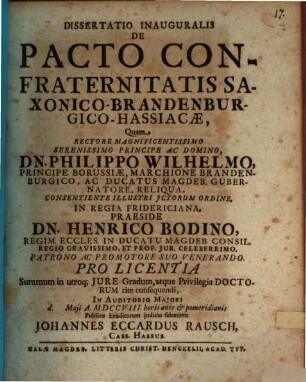 17.
DISSERTATIO INAUGURALIS
DE
PACTO CON-
FRATERNITATIS SA-
XONICO-BRANDENBUR-
GICO-HASSIACÆ,
Quam
RECTORE MAGNIFICENTISSIMO
SERENISSIMO PRINCIPE AC DOMINO,
DN. PHILIPPO WILHELMO,
PRINCIPE BORUSSIÆ, MARCHIONE BRANDEN-
BURGICO, AC DUCATUS MAGDEB. GUBER-
NATORE, RELIQUA,
CONSENTIENTE ILLUSTRI JCTORUM ORDINE,
IN REGIA FRIDERICIANA,
PRAESIDE
DN. HENRICO BODINO,
REGIM. ECCLES. IN DUCATU MAGDEB. CONSIL.
REGIO GRAVISSIMO, ET PROF. JUR. CELEBERRIMO,
PATRONO AC PROMOTORE SUO VENERANDO,
PRO LICENTIA
Summum in utroq; JURE Gradum, atque Privilegia DOCTO-
RUM rite consequendi,
IN AUDITORIO MAJORI
d. Maji A. MDCCVIII horis ante & pomeridianis
Publico Eruditorum judicio submittit
JOHANNES ECCARDUS RAUSCH,
CASS. HASSUS.
HALÆ MAGDEB. LITTERIS CHRIST. HENCKELII, ACAD. TYP.